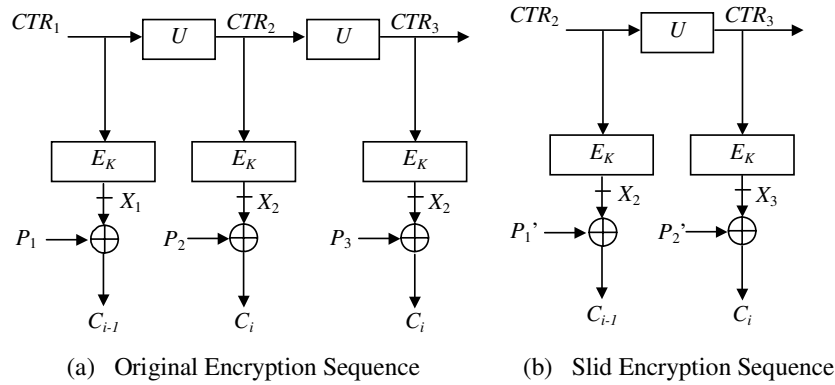 CTR1 U CTR2 U CTR3
CTR2 U CTR3
EK EK EK
EK EK
X1 X2 X2
X2 X3
P1 P2 P3
P1’ P2’
Ci-1 Ci Ci
Ci-1 Ci
(a) Original Encryption Sequence
(b) Slid Encryption Sequence